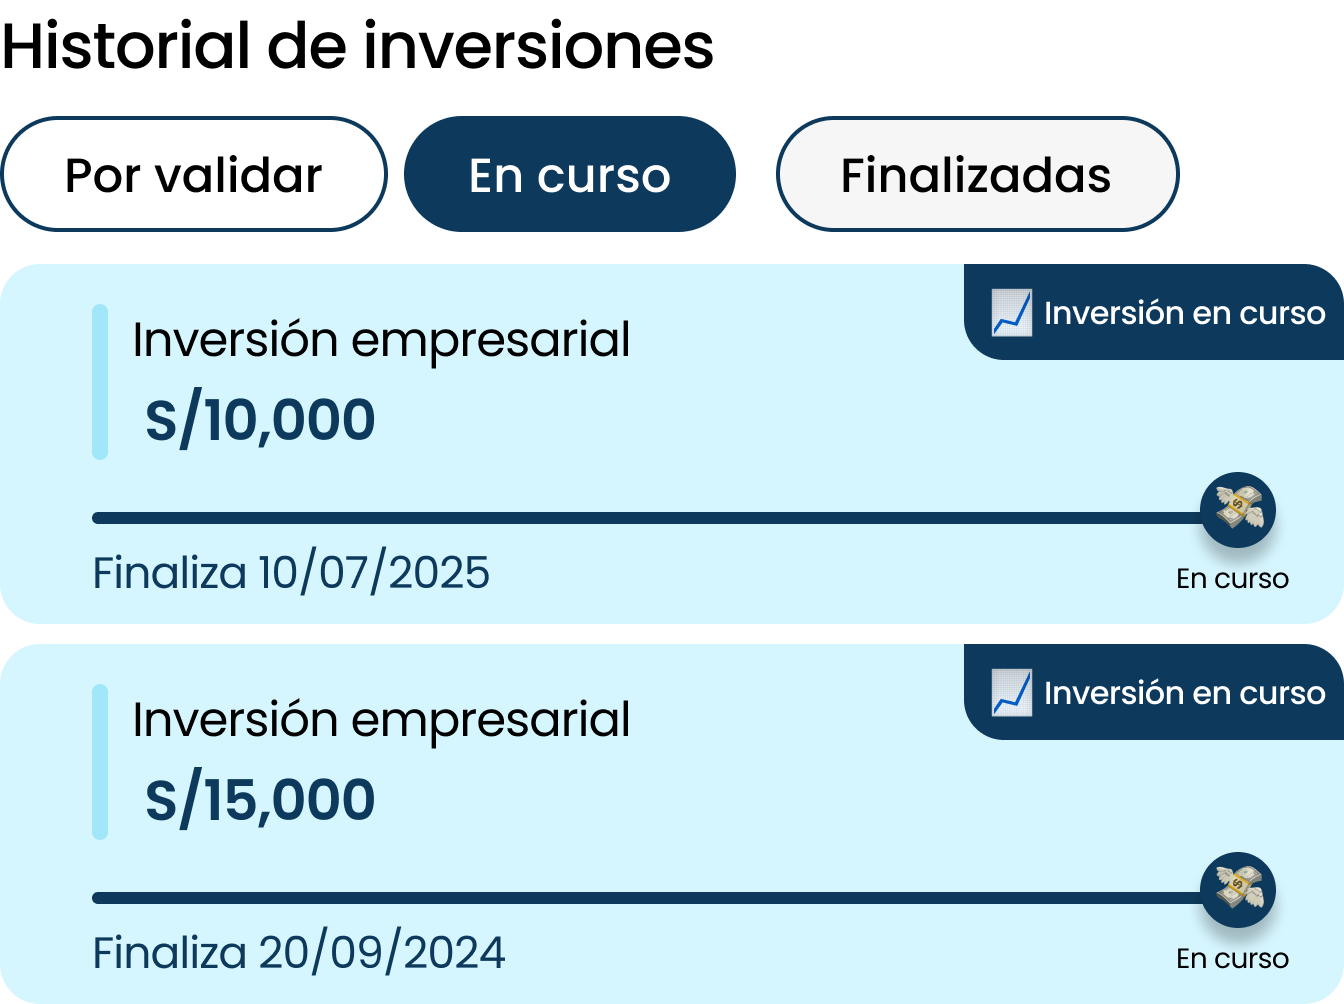 Historial de inversiones
Por validar En curso Finalizadas
Inversión en curso
Inversión empresarial
S/10,000
Finaliza 10/07/2025
En curso
Inversión en curso
Inversión empresarial
S/15,000
Finaliza 20/09/2024
En curso